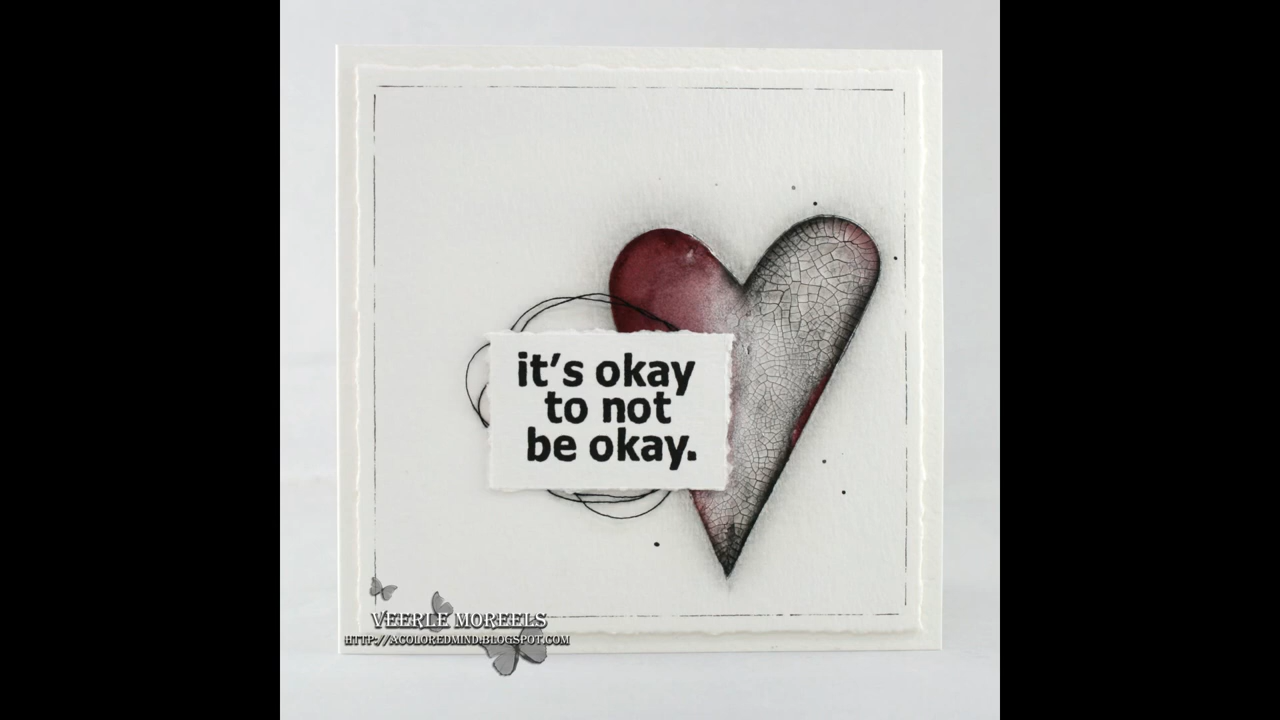 it's okay
to not
be okay.
VEERLE MOREELS
HTTP://ACOLOREDMIND.BLOGSPOT.COM